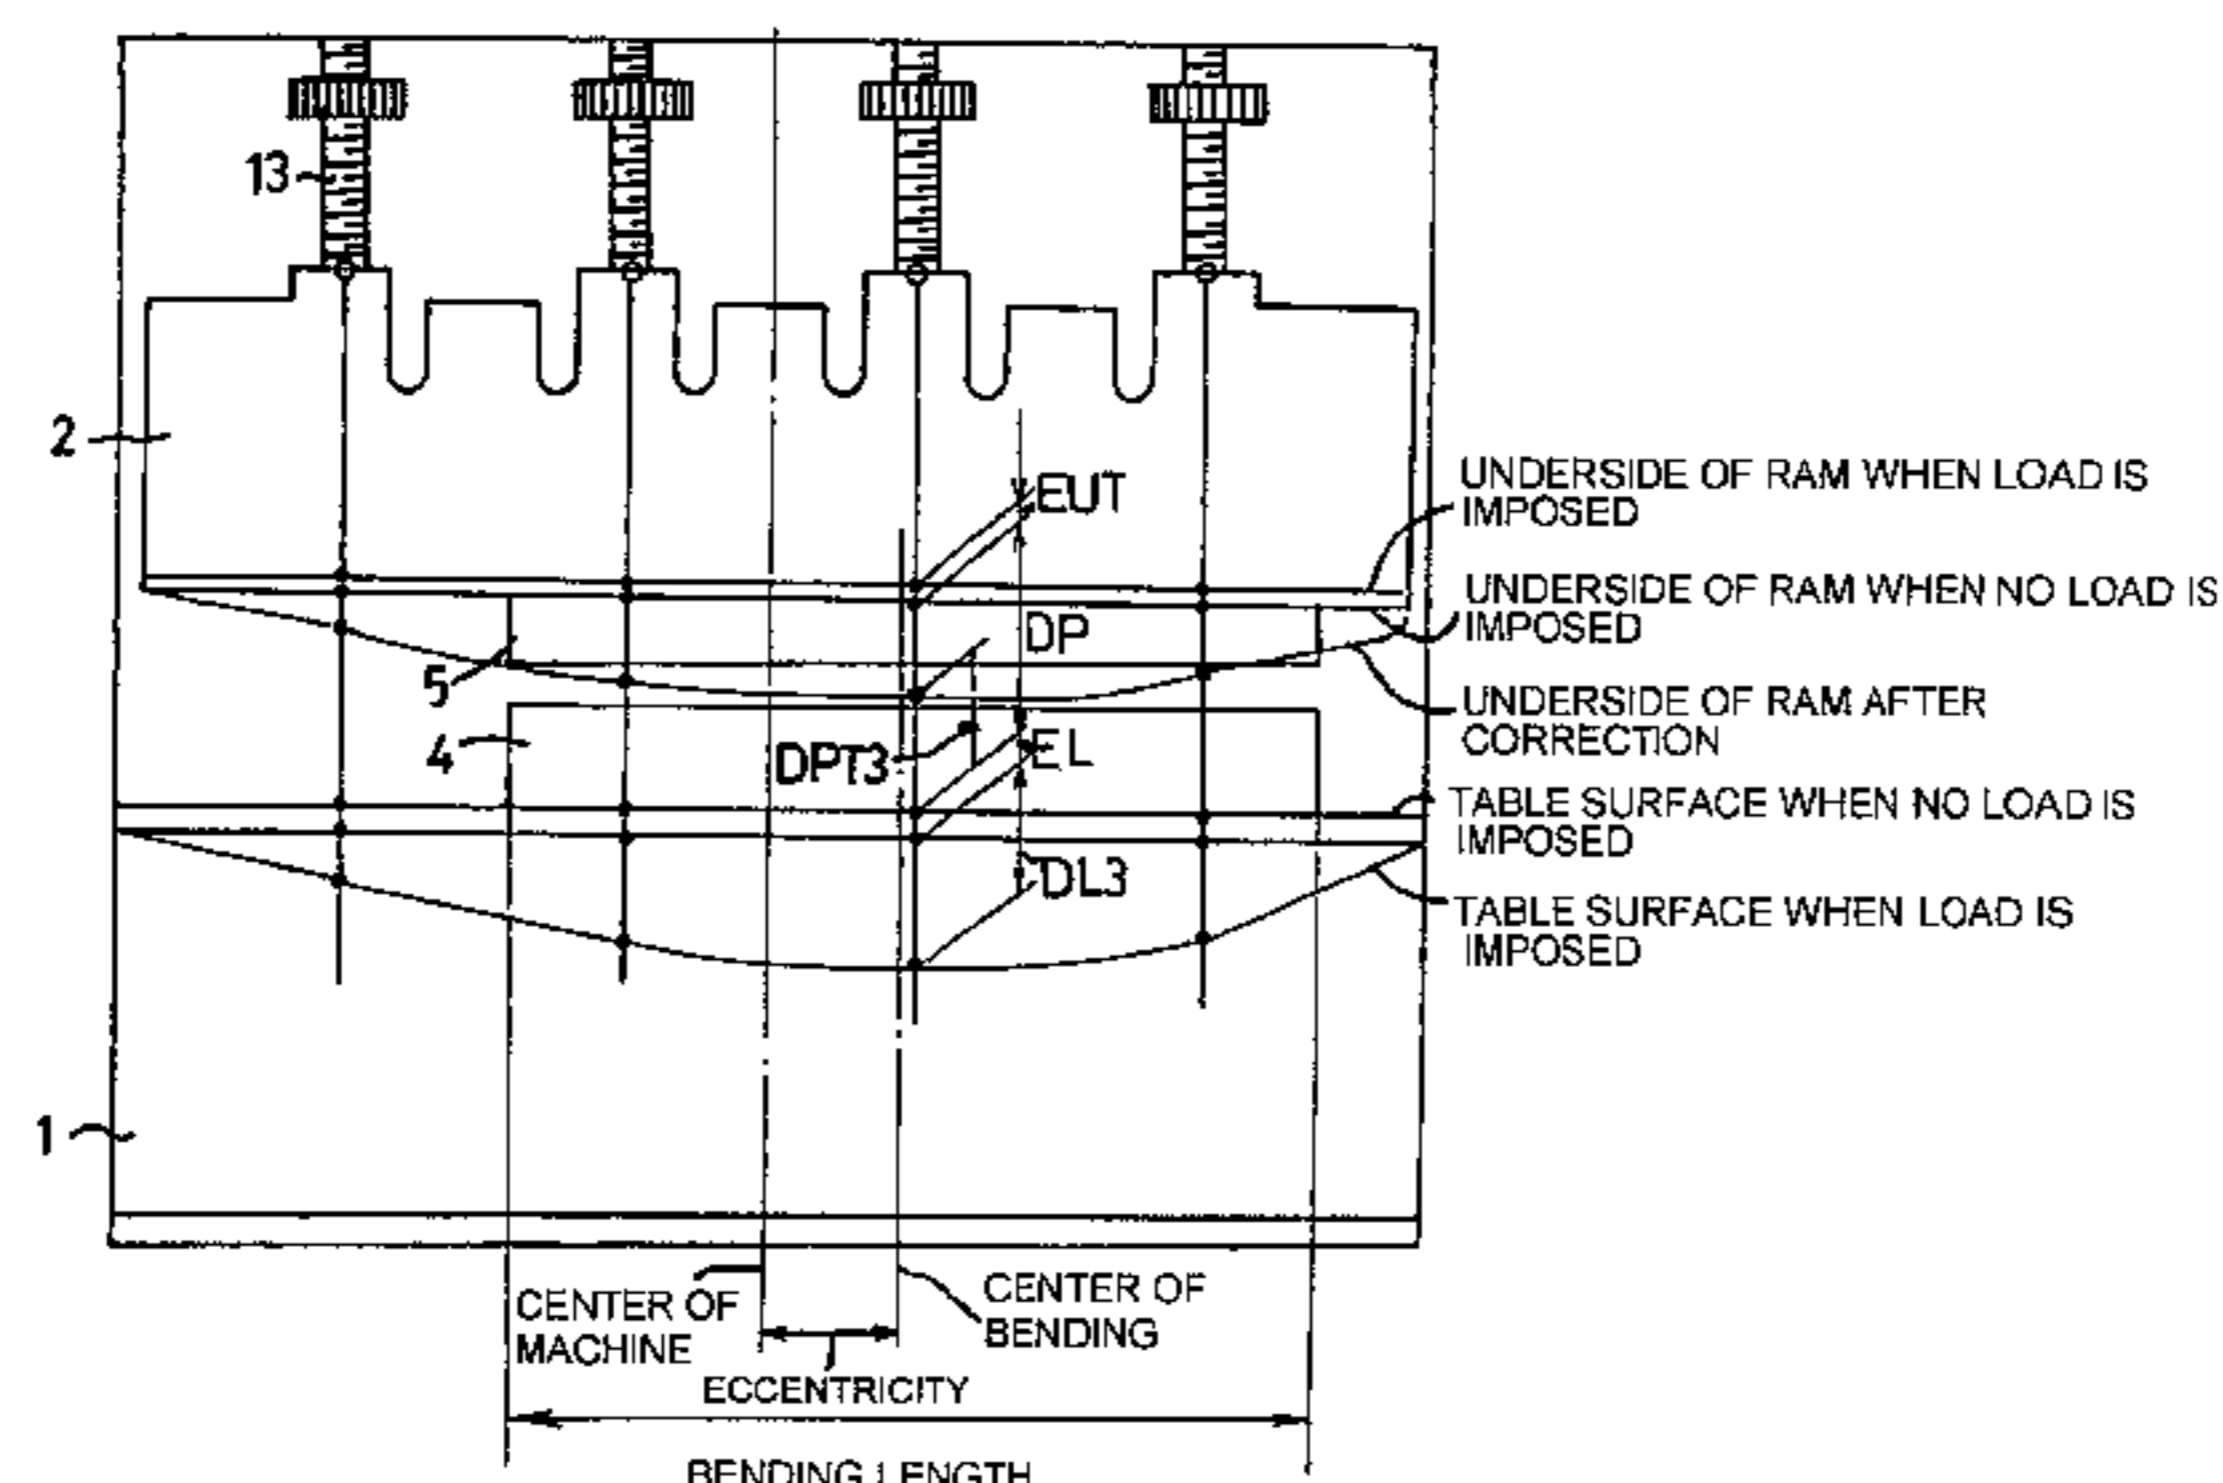 13
2
EUT
UNDERSIDE OF RAM WHEN LOAD IS
IMPOSED
UNDERSIDE OF RAM WHEN NO LOAD IS
IMPOSED
DP
5
UNDERSIDE OF RAM AFTER
CORRECTION
4
DPT3
EL
TABLE SURFACE WHEN NO LOAD IS
IMPOSED
DL3
TABLE SURFACE WHEN LOAD IS
IMPOSED
1
CENTER OF
MACHINE
CENTER OF
BENDING
ECCENTRICITY
BENDING LENGTH